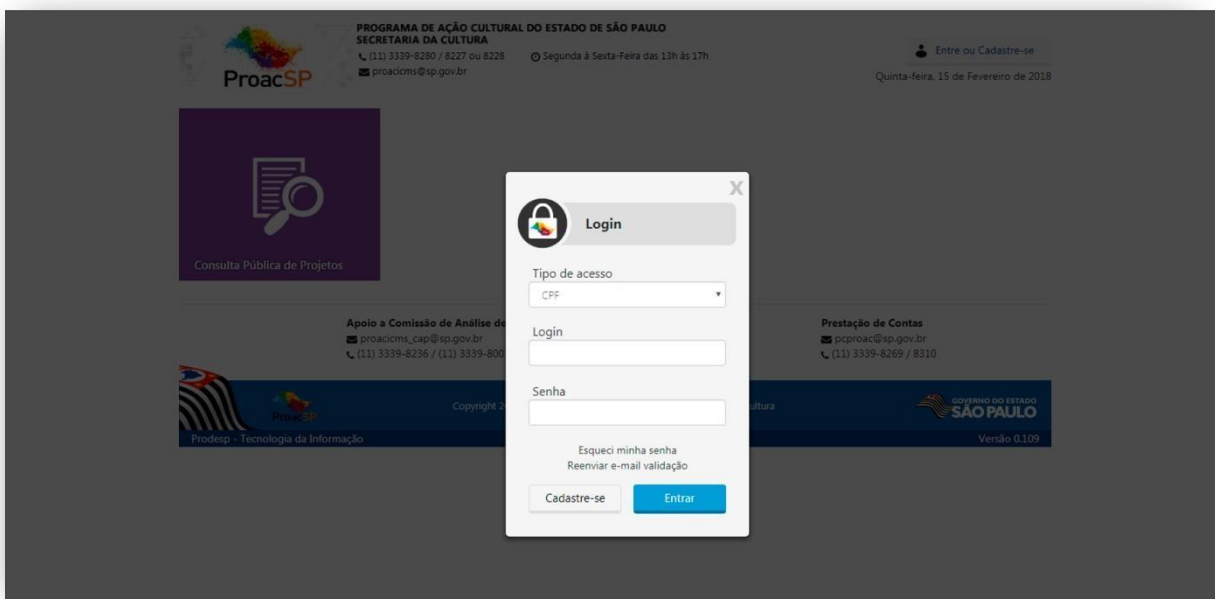 PROGRAMA DE AÇÃO CULTURAL DO ESTADO DE SÃO PAULO
SECRETARIA DA CULTURA
(11) 3339-8280 / 8227 ou 8228 Segunda à Sexta-Feira das 13h às 17h
proacicms@sp.gov.br
ProacSP
Entre ou Cadastre-se
Quinta-feira, 15 de Fevereiro de 2018
Consulta Pública de Projetos
X
Login
Tipo de acesso
CPF
Login
Senha
Esqueci minha senha
Reenviar e-mail validação
Cadastre-se Entrar
Apoio a Comissão de Análise de
proacicms_cap@sp.gov.br
(11) 3339-8236 / (11) 3339-800
Prestação de Contas
pcproac@sp.gov.br
(11) 3339-8269 / 8310
ProacSP
Copyright 2
GOVERNO DO ESTADO
SÃO PAULO
Prodesp - Tecnologia da Informação
Versão 0.109